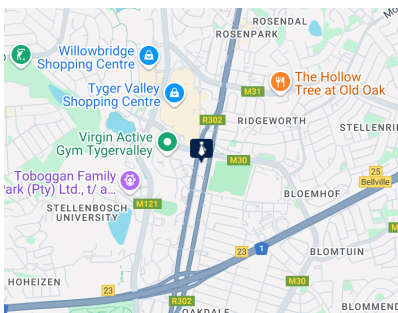 ROSENDAL
ROSENPARK
Willowbridge
Shopping Centre
The Hollow
Tree at Old Oak
Tyger Valley
Shopping Centre
M31
R302
RIDGEWORTH
STELLENRI
Virgin Active
Gym Tygervalley
M30
25
Bellville
Toboggan Family
Park (Pty) Ltd., t/ a...
BLOEMHOF
M121
STELLENBOSCH
UNIVERSITY
23
1
BLOMTUIN
HOHEIZEN
23
M30
R302
OAKDALE
BLOMMEND